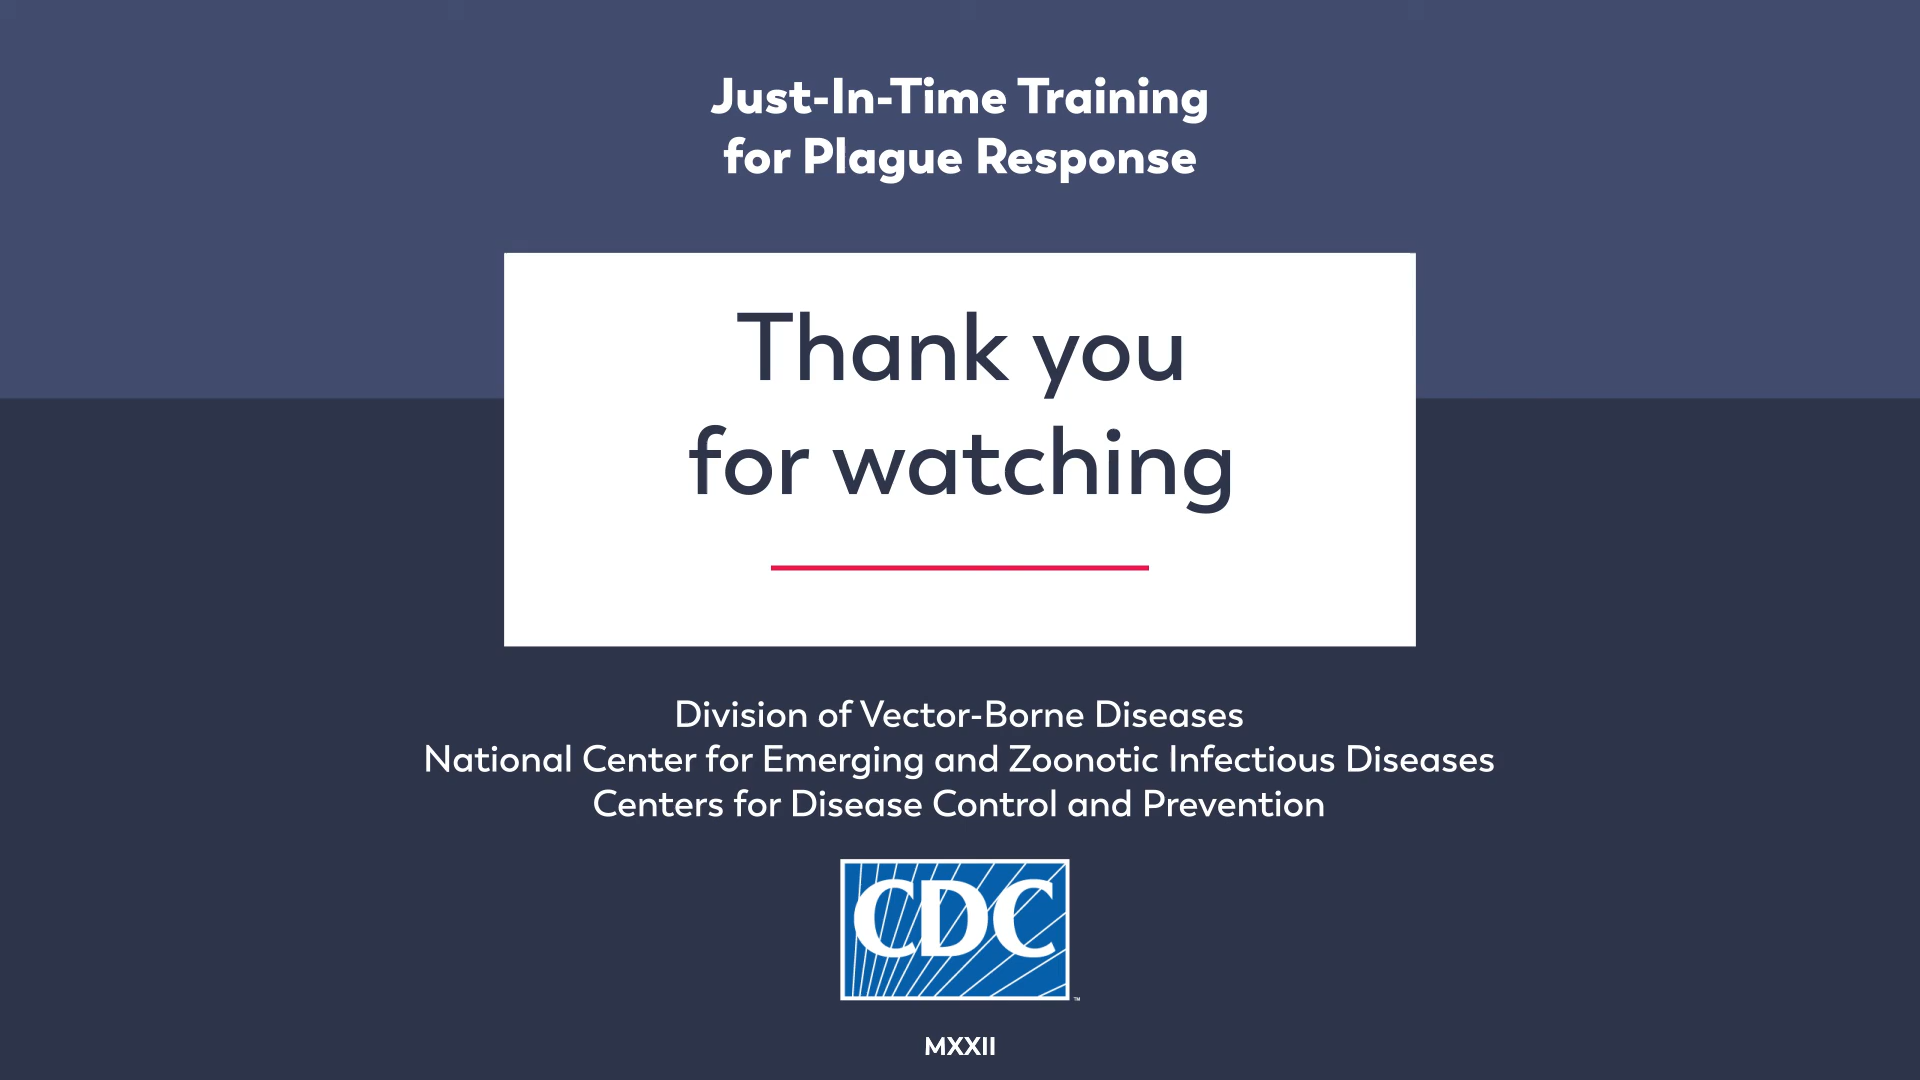 Just-In-Time Training
for Plague Response
Thank you
for watching
Division of Vector-Borne Diseases
National Center for Emerging and Zoonotic Infectious Diseases
Centers for Disease Control and Prevention
CDC
™
MXXII